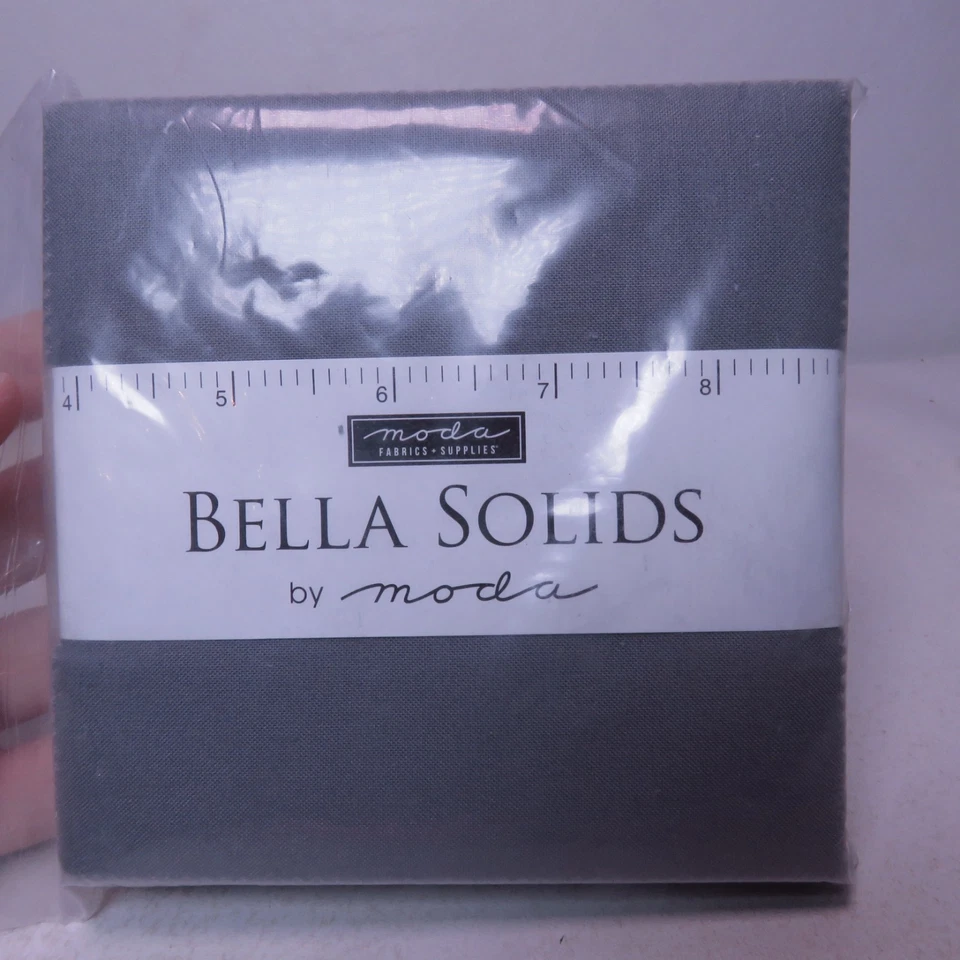 4 5 6 7 8
moda
FABRICS + SUPPLIES
BELLA SOLIDS
by moda